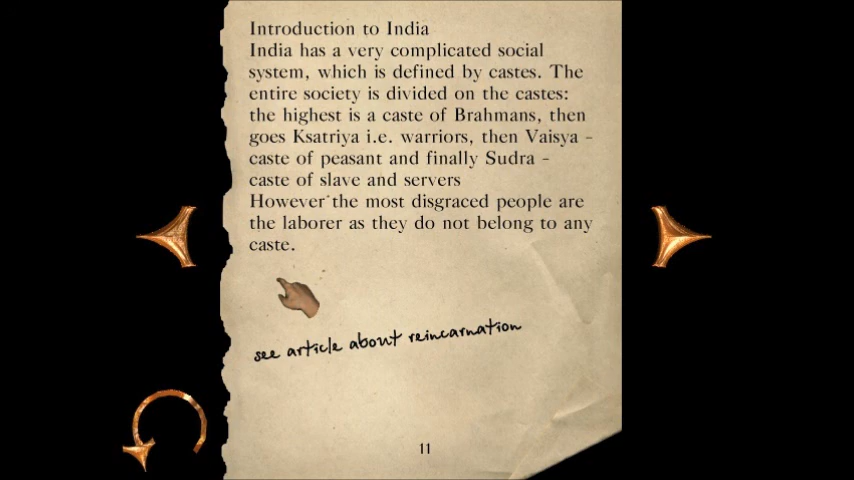 Introduction to India
India has a very complicated social
system, which is defined by castes. The
entire society is divided on the castes:
the highest is a caste of Brahmans, then
goes Ksatriya i.e. warriors, then Vaisya -
caste of peasant and finally Sudra -
caste of slave and servers
However the most disgraced people are
the laborer as they do not belong to any
caste.
see article about reincarnation
11